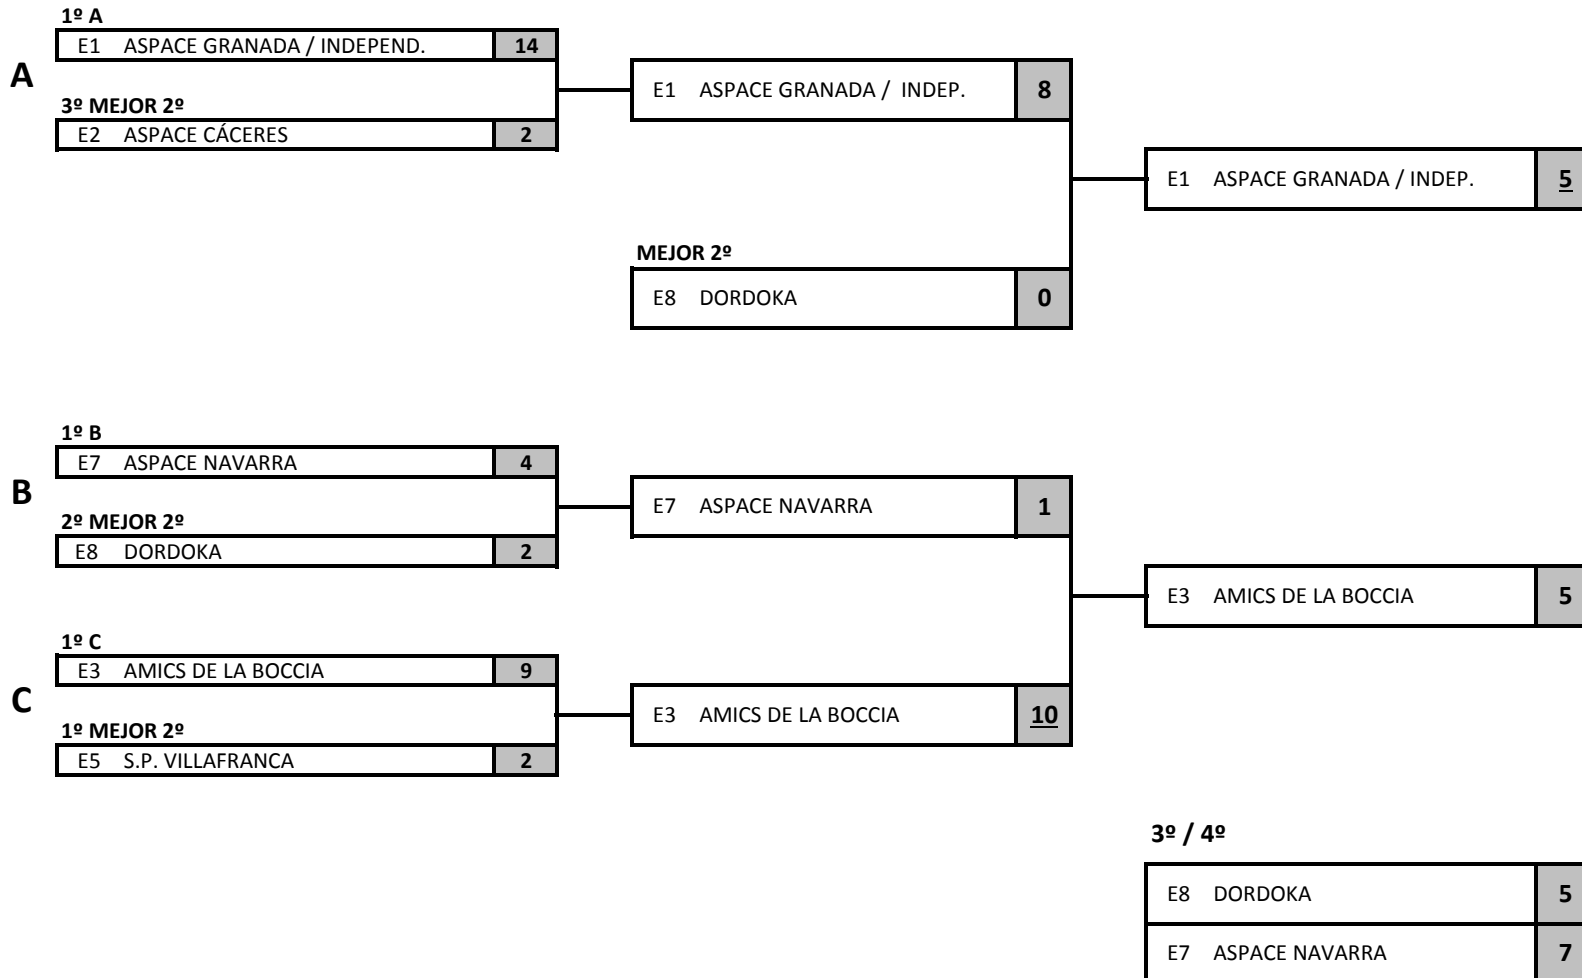 1º A
E1 ASPACE GRANADA / INDEPEND. 14
A
3º MEJOR 2º
E2 ASPACE CÁCERES 2
E1 ASPACE GRANADA / INDEP. 8
MEJOR 2º
E8 DORDOKA 0
E1 ASPACE GRANADA / INDEP. 5
1º B
E7 ASPACE NAVARRA 4
B
2º MEJOR 2º
E8 DORDOKA 2
E7 ASPACE NAVARRA 1
1º C
E3 AMICS DE LA BOCCIA 9
C
1º MEJOR 2º
E5 S.P. VILLAFRANCA 2
E3 AMICS DE LA BOCCIA 10
E3 AMICS DE LA BOCCIA 5
3º / 4º
E8 DORDOKA 5
E7 ASPACE NAVARRA 7